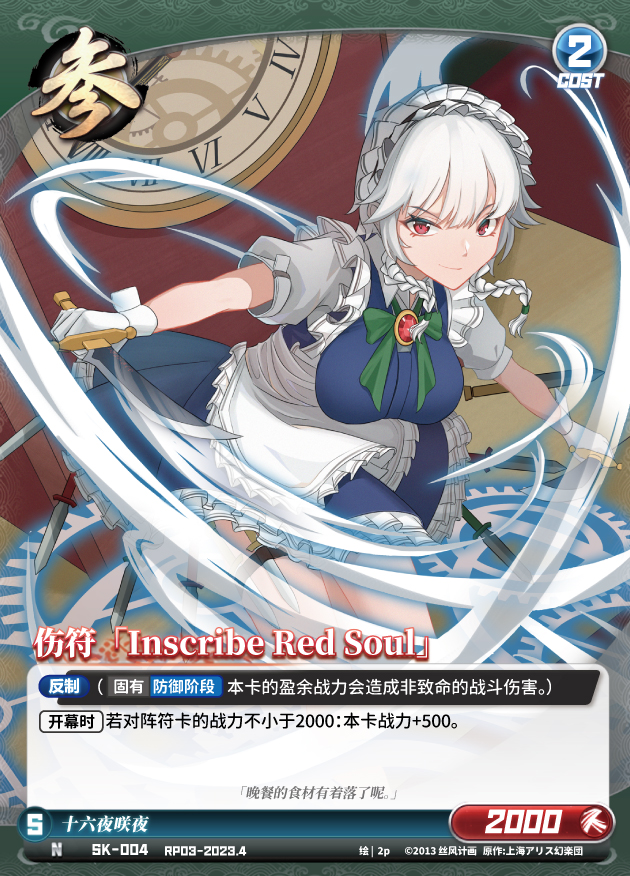 叁
2
COST
VII VI V IV
伤符「Inscribe Red Soul」
反制 (固有 防御阶段 本卡的盈余战力会造成非致命的战斗伤害。)
开幕时 若对阵符卡的战力不小于2000:本卡战力+500。
「晚餐的食材有着落了呢。」
S 十六夜咲夜 2000
N SK-004 RP03-2023.4 绘| 2p ©2013 丝风计画 原作:上海アリス幻楽団